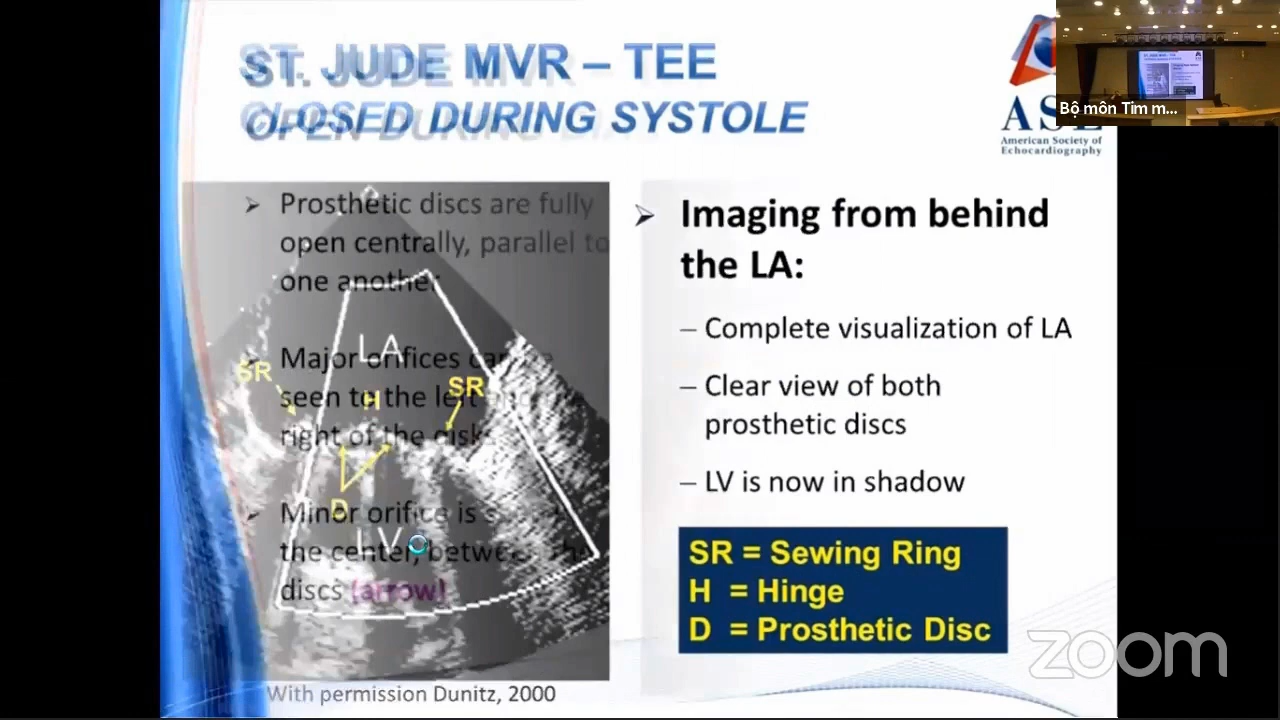 ST. JUDE MVR – TEE
CLOSED DURING SYSTOLE
OPEN DURING
ASE
American Society of
Echocardiography
Bộ môn Tim m...
Prosthetic discs are fully
open centrally, parallel to
one another
Major orifices can be
seen to the left
right of the disks
Minor orifice is
the center, between the
discs (arrow)
LA
SR
SR
H
D
LV
With permission Dunitz, 2000
Imaging from behind
the LA:
– Complete visualization of LA
– Clear view of both
prosthetic discs
– LV is now in shadow
SR = Sewing Ring
H = Hinge
D = Prosthetic Disc
zoom